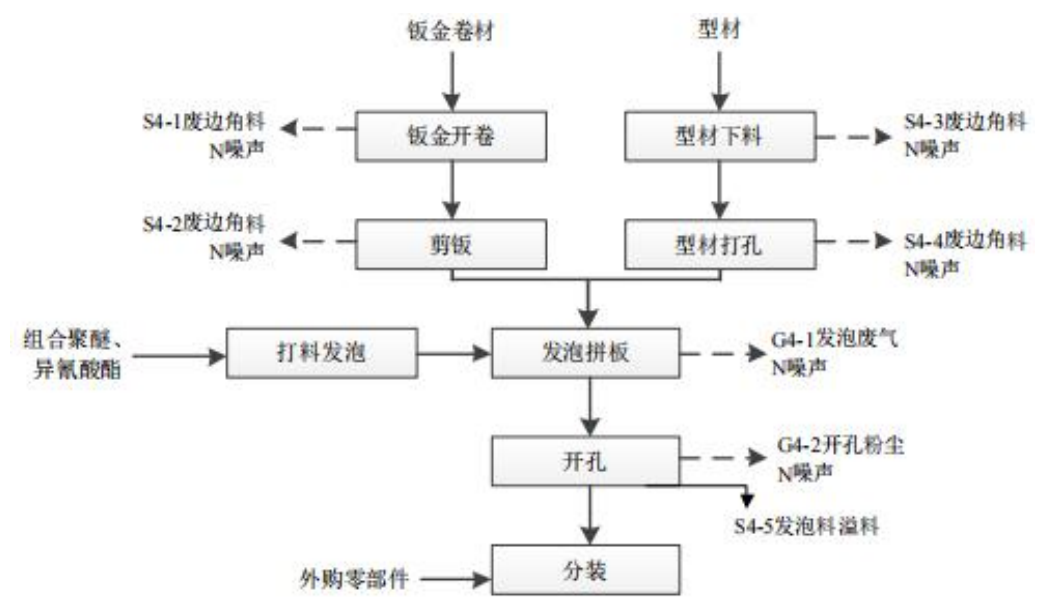 钣金卷材
型材
S4-1废边角料
N噪声
钣金开卷
型材下料
S4-3废边角料
N噪声
S4-2废边角料
N噪声
剪钣
型材打孔
S4-4废边角料
N噪声
组合聚醚、
异氰酸酯
打料发泡
发泡拼板
G4-1发泡废气
N噪声
开孔
G4-2开孔粉尘
N噪声
S4-5发泡料溢料
外购零部件
分装